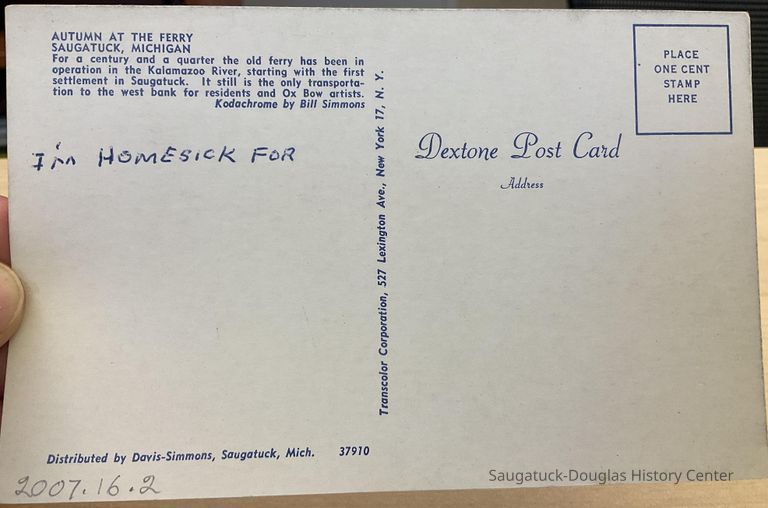 AUTUMN AT THE FERRY
SAUGATUCK, MICHIGAN
For a century and a quarter the old ferry has been in
operation in the Kalamazoo River, starting with the first
settlement in Saugatuck. It still is the only transporta-
tion to the west bank for residents and Ox Bow artists.
Kodachrome by Bill Simmons
I'm HOMESICK FOR
Distributed by Davis-Simmons, Saugatuck, Mich. 37910
2007.16.2
Transcolor Corporation, 527 Lexington Ave., New York 17, N. Y.
Dextone Post Card
Address
PLACE
ONE CENT
STAMP
HERE
Saugatuck-Douglas History Center